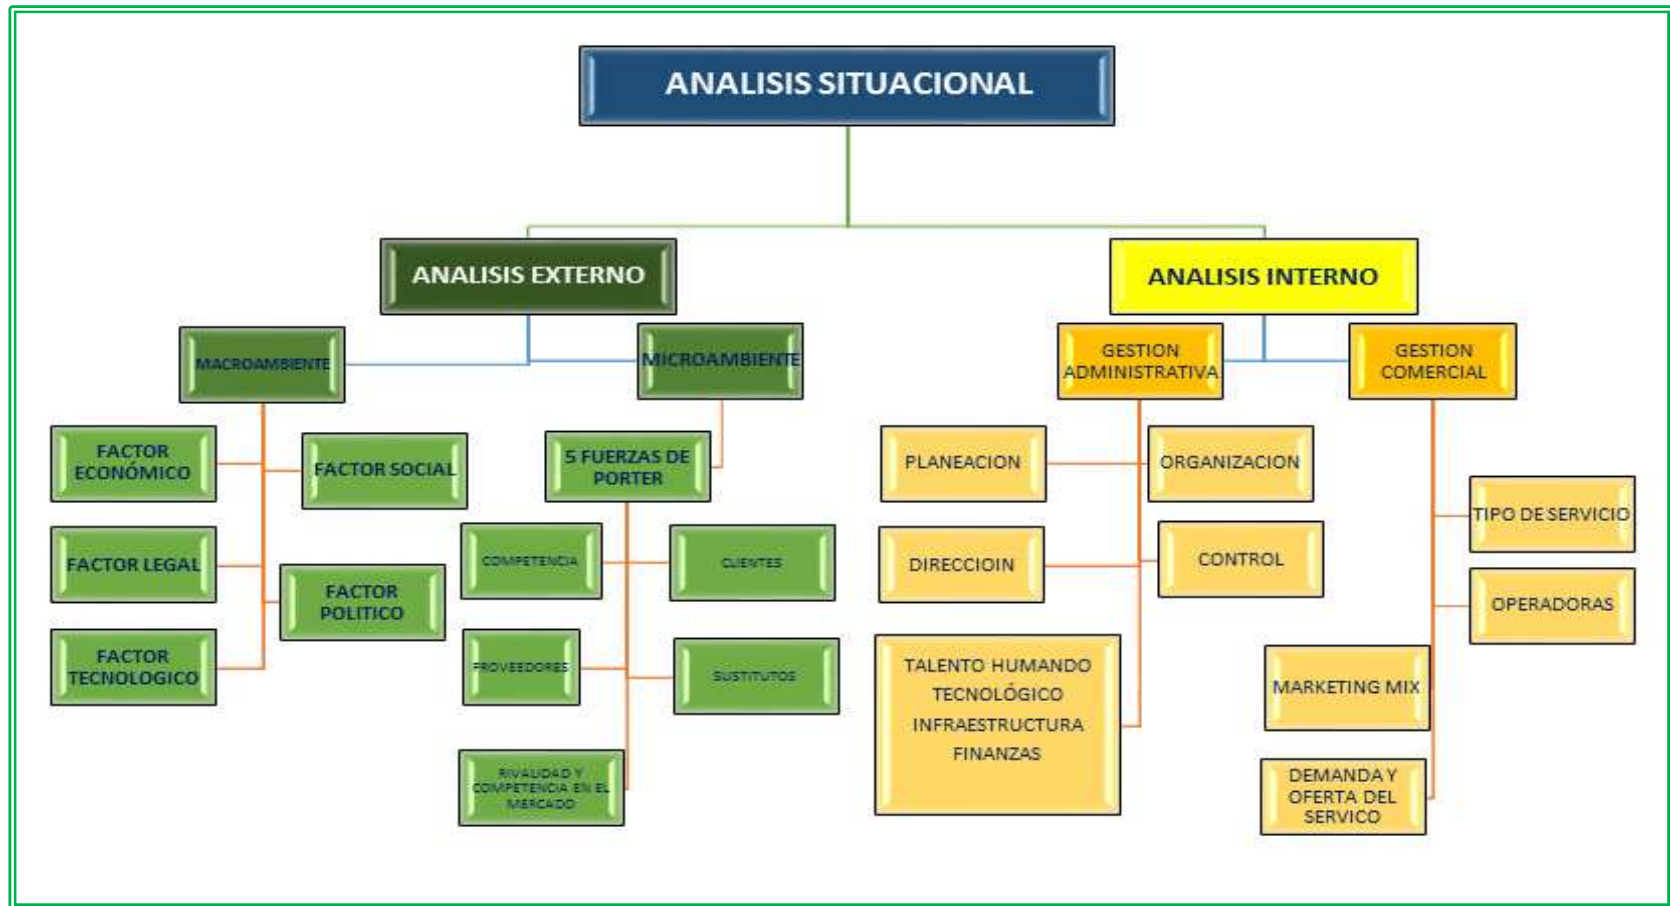 ANALISIS SITUACIONAL
ANALISIS EXTERNO
ANALISIS INTERNO
MACROAMBIENTE
MICROAMBIENTE
GESTION
ADMINISTRATIVA
GESTION
COMERCIAL
FACTOR
ECONÓMICO
FACTOR SOCIAL
FACTOR LEGAL
FACTOR
POLITICO
FACTOR
TECNOLOGICO
5 FUERZAS DE
PORTER
COMPETENCIA
CLIENTES
PROVEEDORES
SUSTITUTOS
RIVALIDAD Y
COMPETENCIA EN EL
MERCADO
PLANEACION
ORGANIZACION
DIRECCIOIN
CONTROL
TALENTO HUMANDO
TECNOLÓGICO
INFRAESTRUCTURA
FINANZAS
TIPO DE SERVICIO
OPERADORAS
MARKETING MIX
DEMANDA Y
OFERTA DEL
SERVICO